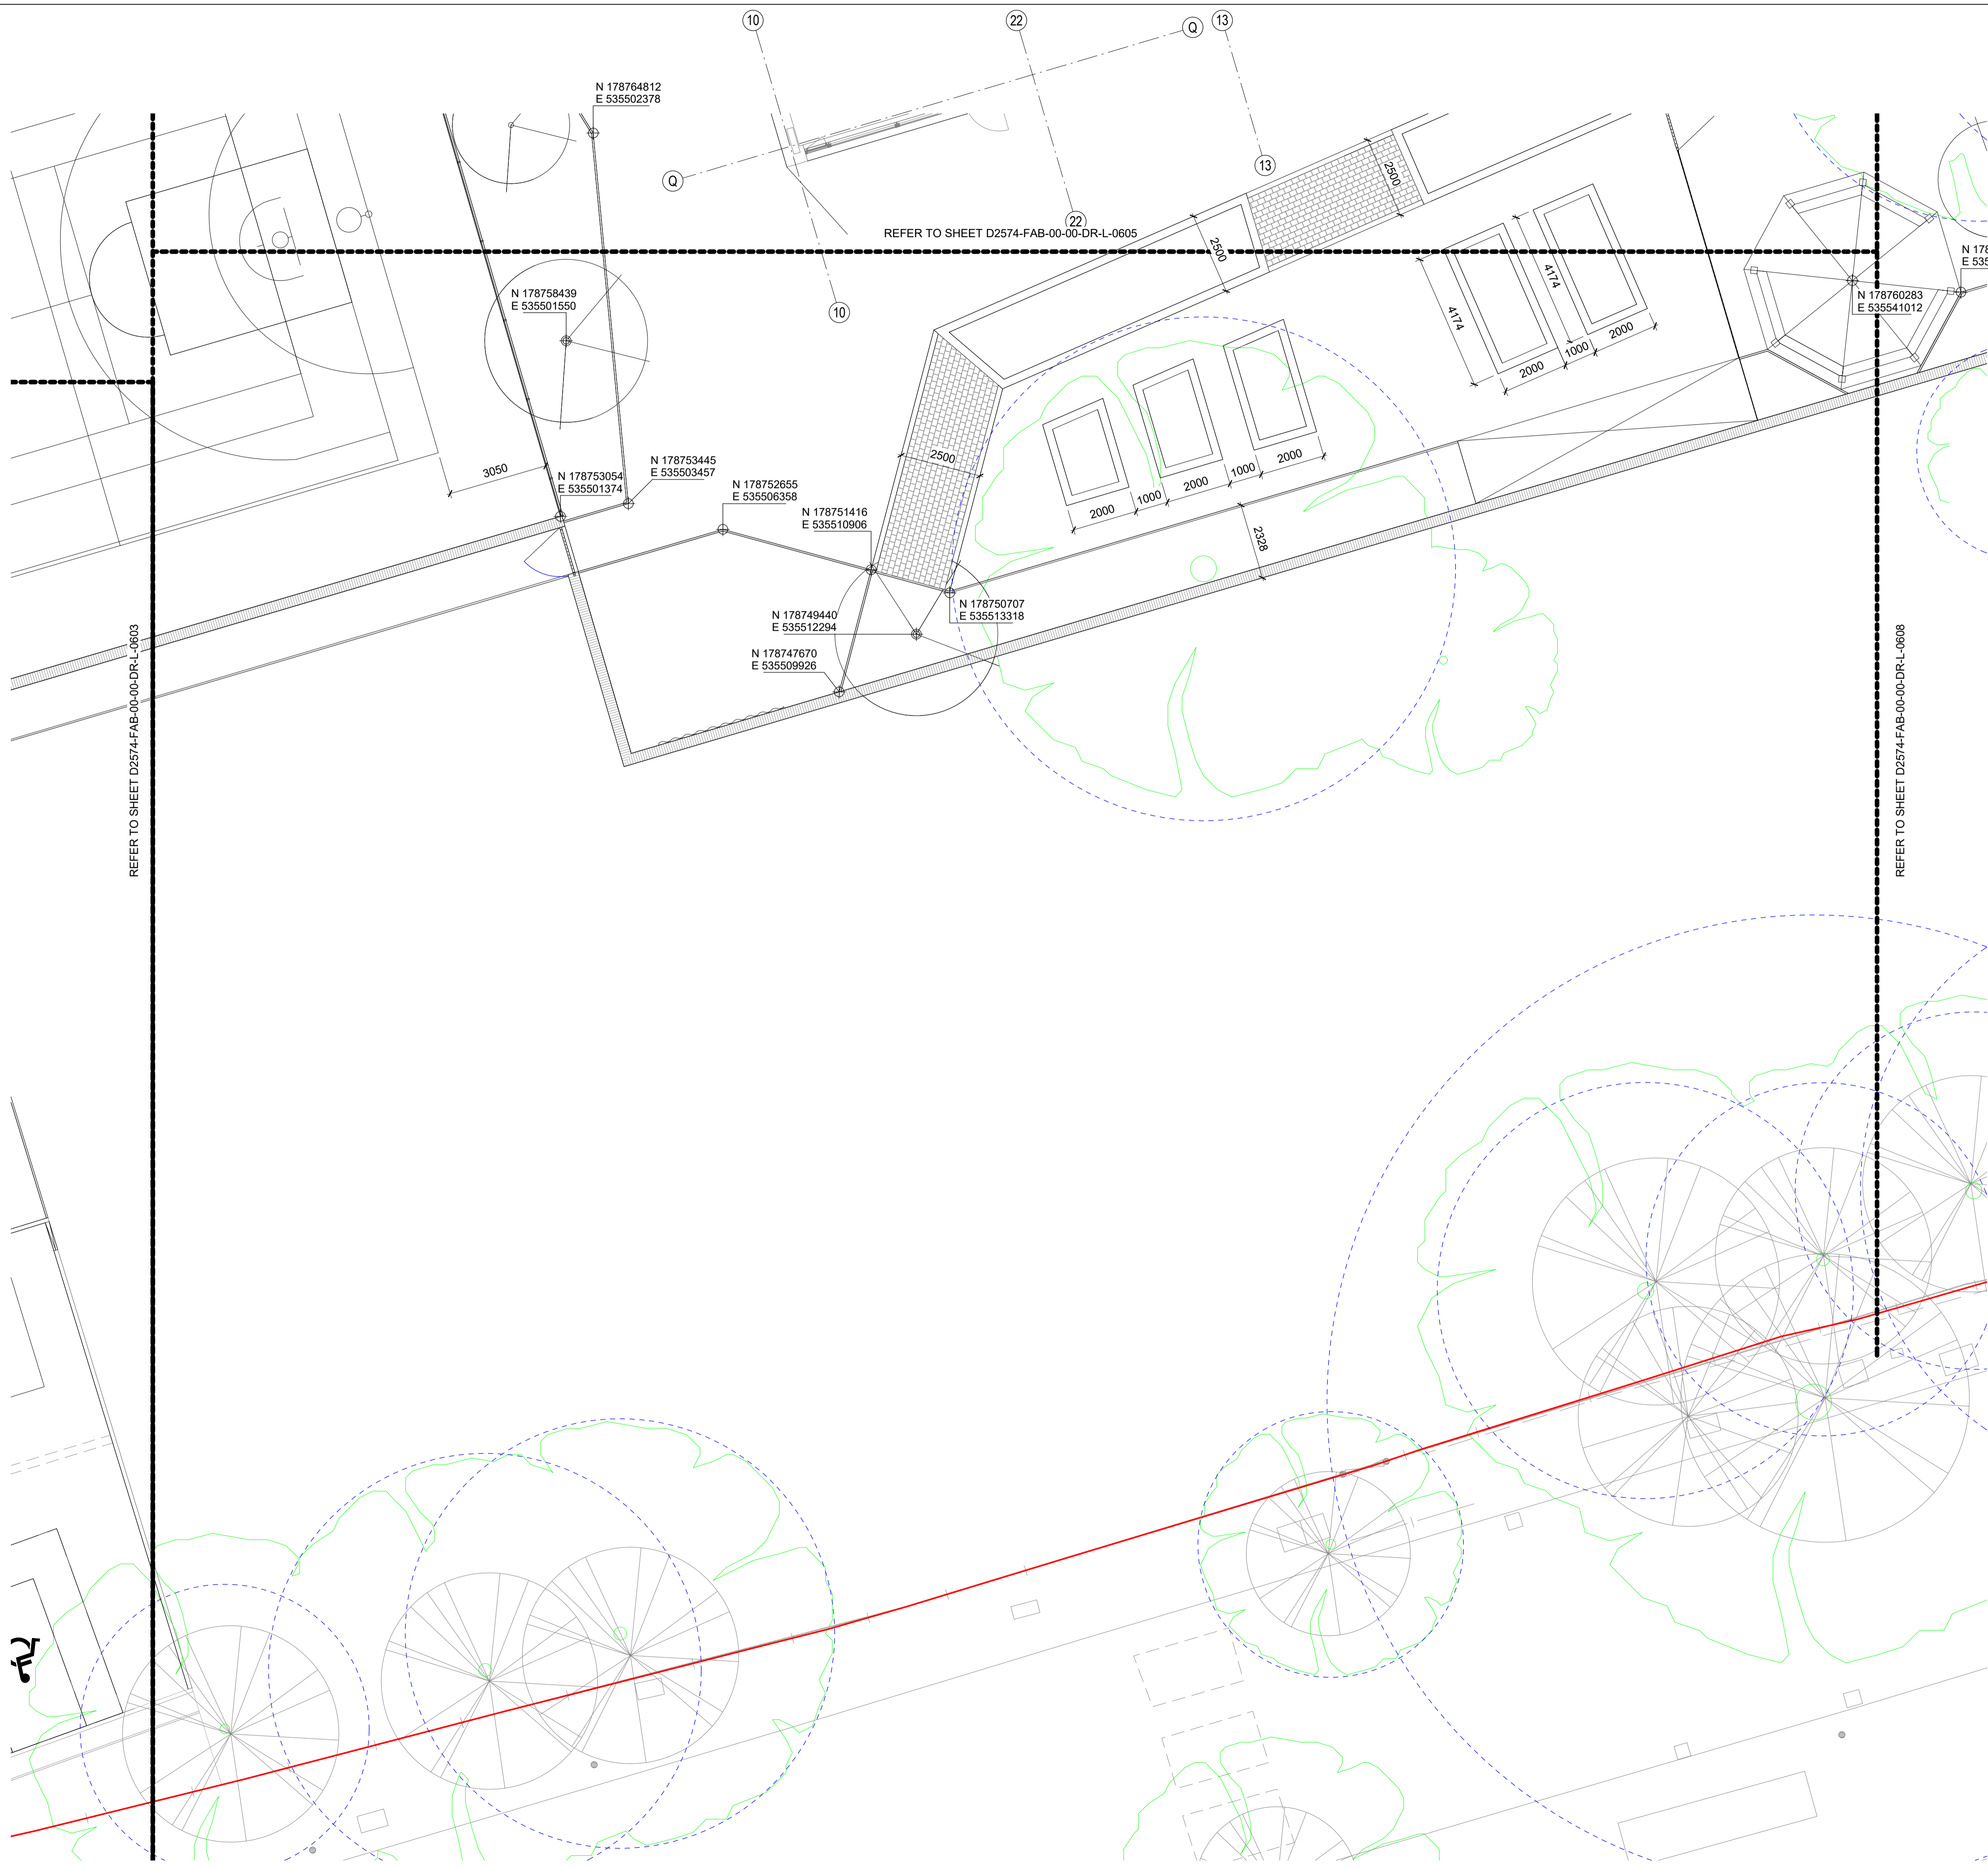 10
22
Q
13
N 178764812
E 535502378
Q
13
22
10
2500
2500
REFER TO SHEET D2574-FAB-00-00-DR-L-0605
N 178
E 535
N 178758439
E 535501550
4174
4174
N 178760283
E 535541012
2000
1000
2000
3050
N 178753054
E 535501374
N 178753445
E 535503457
N 178752655
E 535506358
2500
2000
1000
2000
1000
2000
N 178751416
E 535510906
2328
N 178750707
E 535513318
N 178749440
E 535512294
N 178747670
E 535509926
REFER TO SHEET D2574-FAB-00-00-DR-L-0603
REFER TO SHEET D2574-FAB-00-00-DR-L-0608